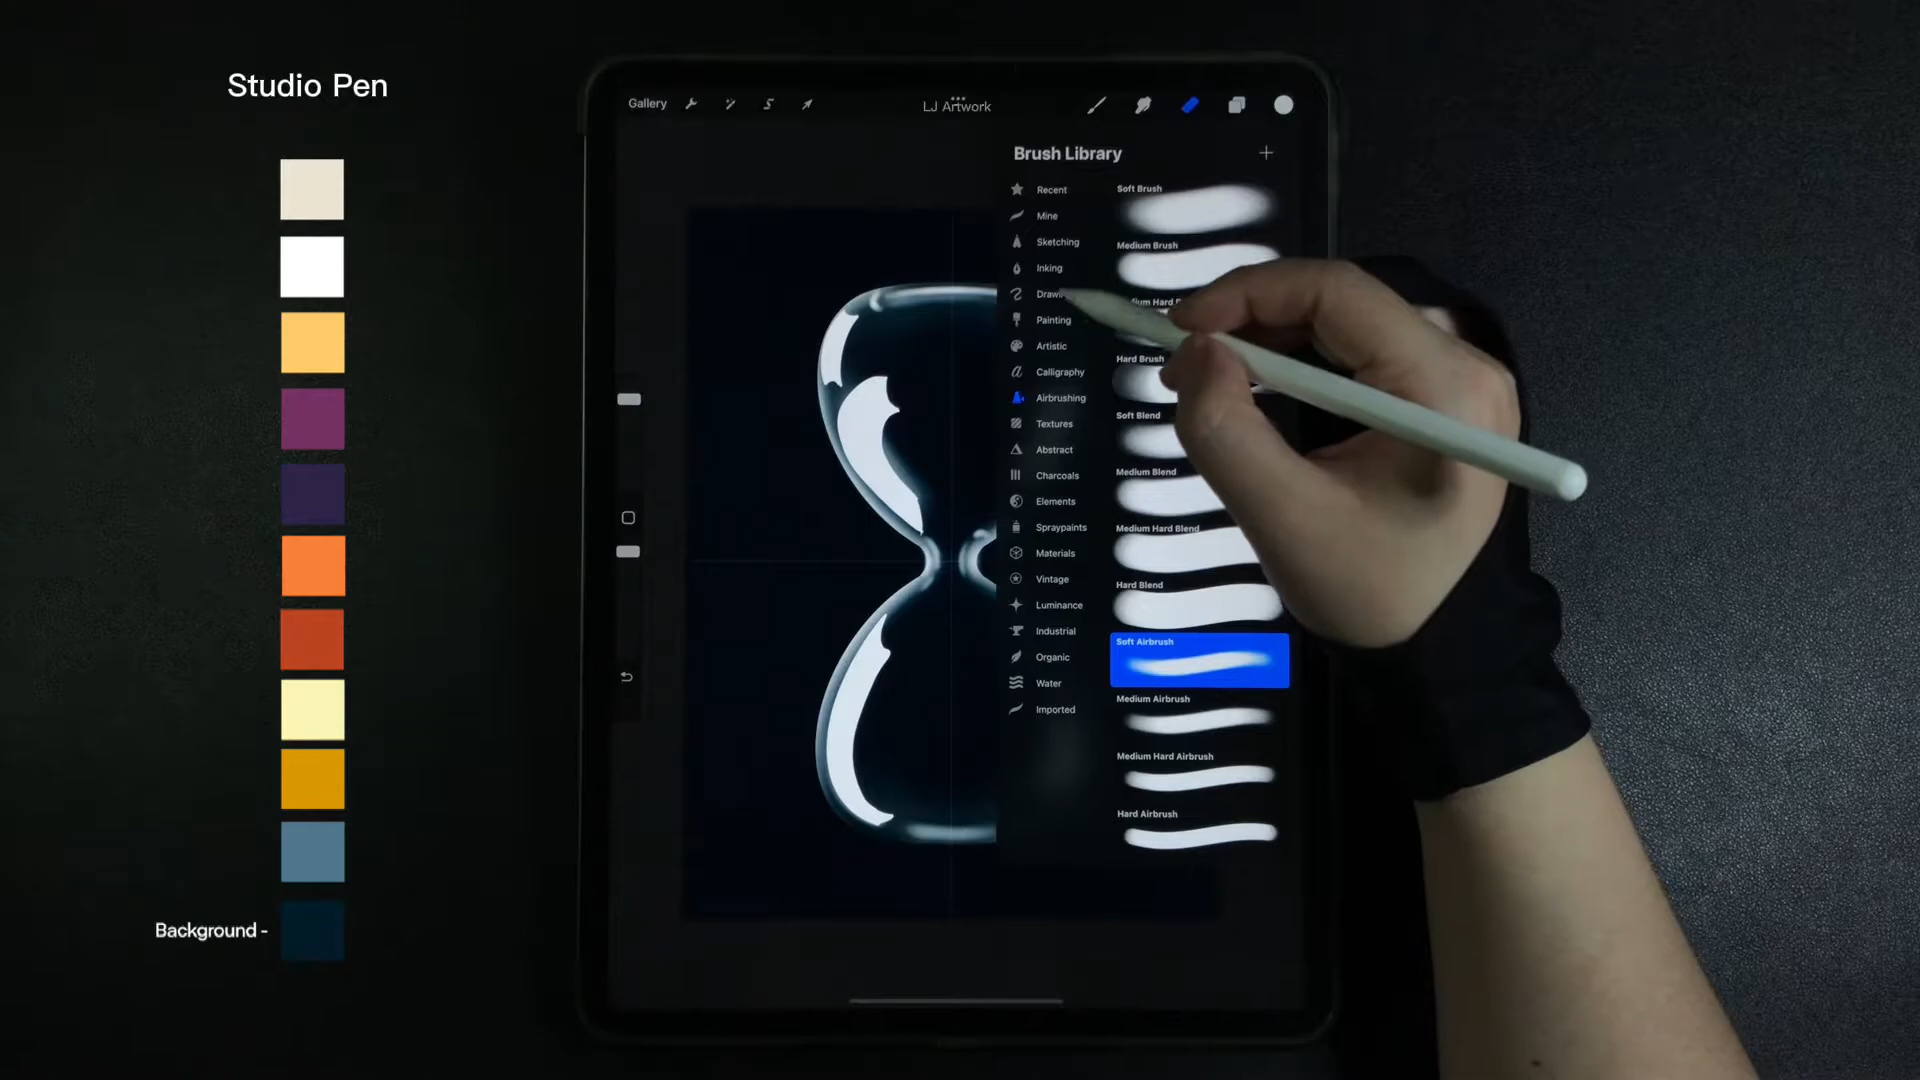 Studio Pen
Background -
Gallery
LJ Artwork
Brush Library
Recent
Mine
Sketching
Inking
Painting
Artistic
Calligraphy
Airbrushing
Textures
Abstract
Charcoals
Elements
Spraypaints
Materials
Vintage
Luminance
Industrial
Organic
Water
Imported
Soft Brush
Medium Brush
Hard Brush
Soft Blend
Medium Blend
Medium Hard Blend
Hard Blend
Soft Airbrush
Medium Airbrush
Medium Hard Airbrush
Hard Airbrush